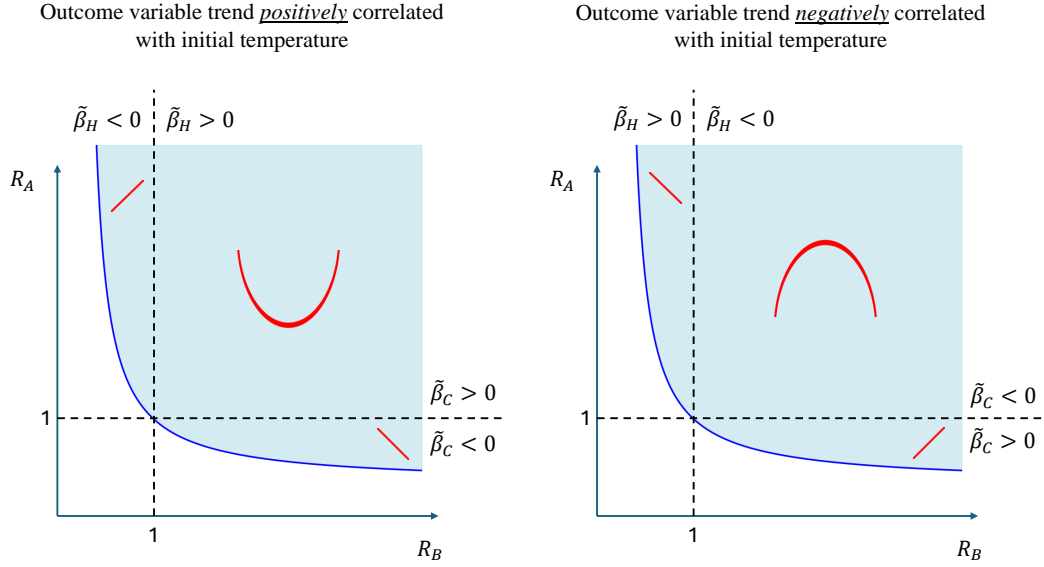 Outcome variable trend positively correlated
with initial temperature
β̃_H < 0
β̃_H > 0
R_A
β̃_C > 0
1
β̃_C < 0
1
R_B
Outcome variable trend negatively correlated
with initial temperature
β̃_H > 0
β̃_H < 0
R_A
β̃_C < 0
1
β̃_C > 0
1
R_B